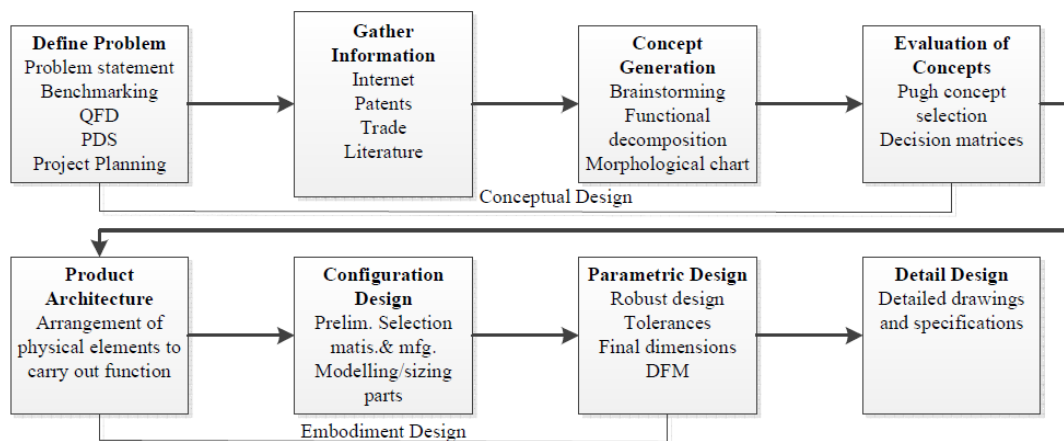 Define Problem
Problem statement
Benchmarking
QFD
PDS
Project Planning
Gather
Information
Internet
Patents
Trade
Literature
Concept
Generation
Brainstorming
Functional
decomposition
Morphological chart
Evaluation of
Concepts
Pugh concept
selection
Decision matrices
Conceptual Design
Product
Architecture
Arrangement of
physical elements to
carry out function
Configuration
Design
Prelim. Selection
matis.& mfg.
Modelling/sizing
parts
Parametric Design
Robust design
Tolerances
Final dimensions
DFM
Detail Design
Detailed drawings
and specifications
Embodiment Design